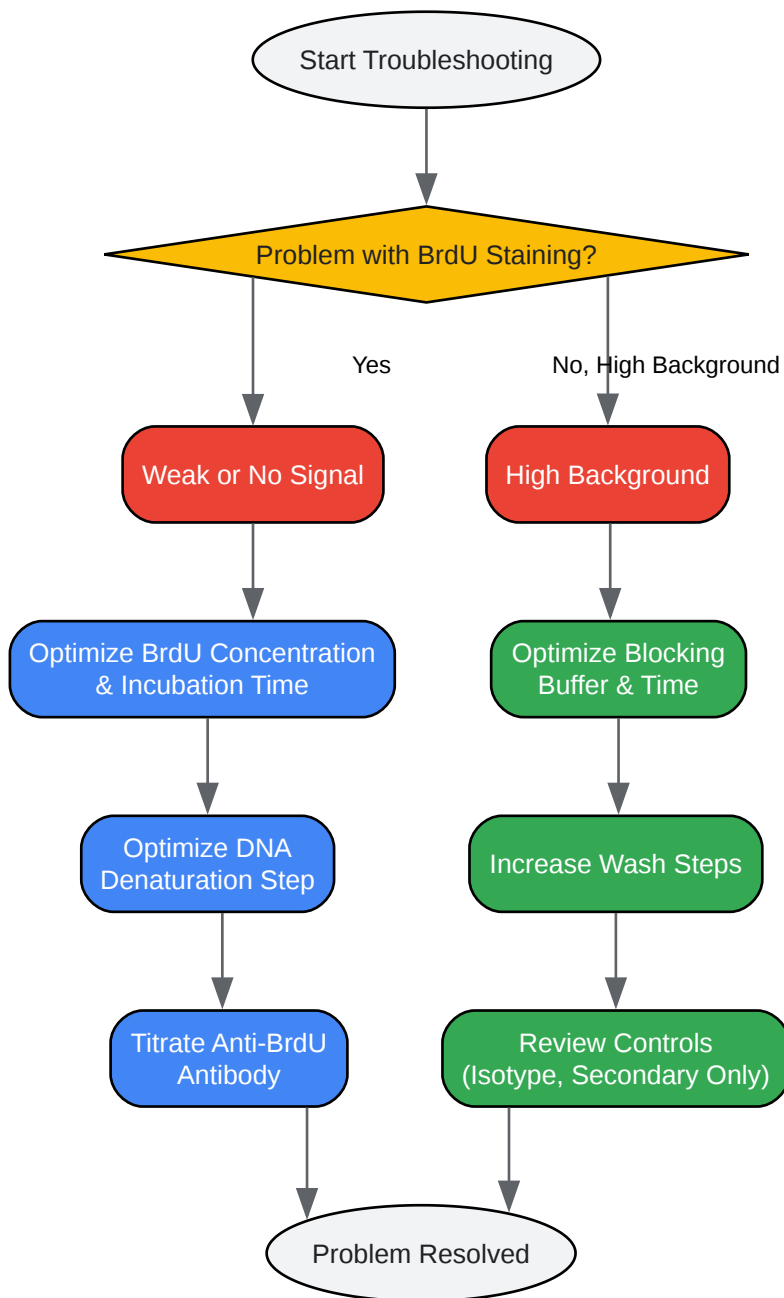 Start Troubleshooting
Problem with BrdU Staining?
Yes
No, High Background
Weak or No Signal
High Background
Optimize BrdU Concentration
& Incubation Time
Optimize Blocking
Buffer & Time
Optimize DNA
Denaturation Step
Increase Wash Steps
Titrate Anti-BrdU
Antibody
Review Controls
(Isotype, Secondary Only)
Problem Resolved